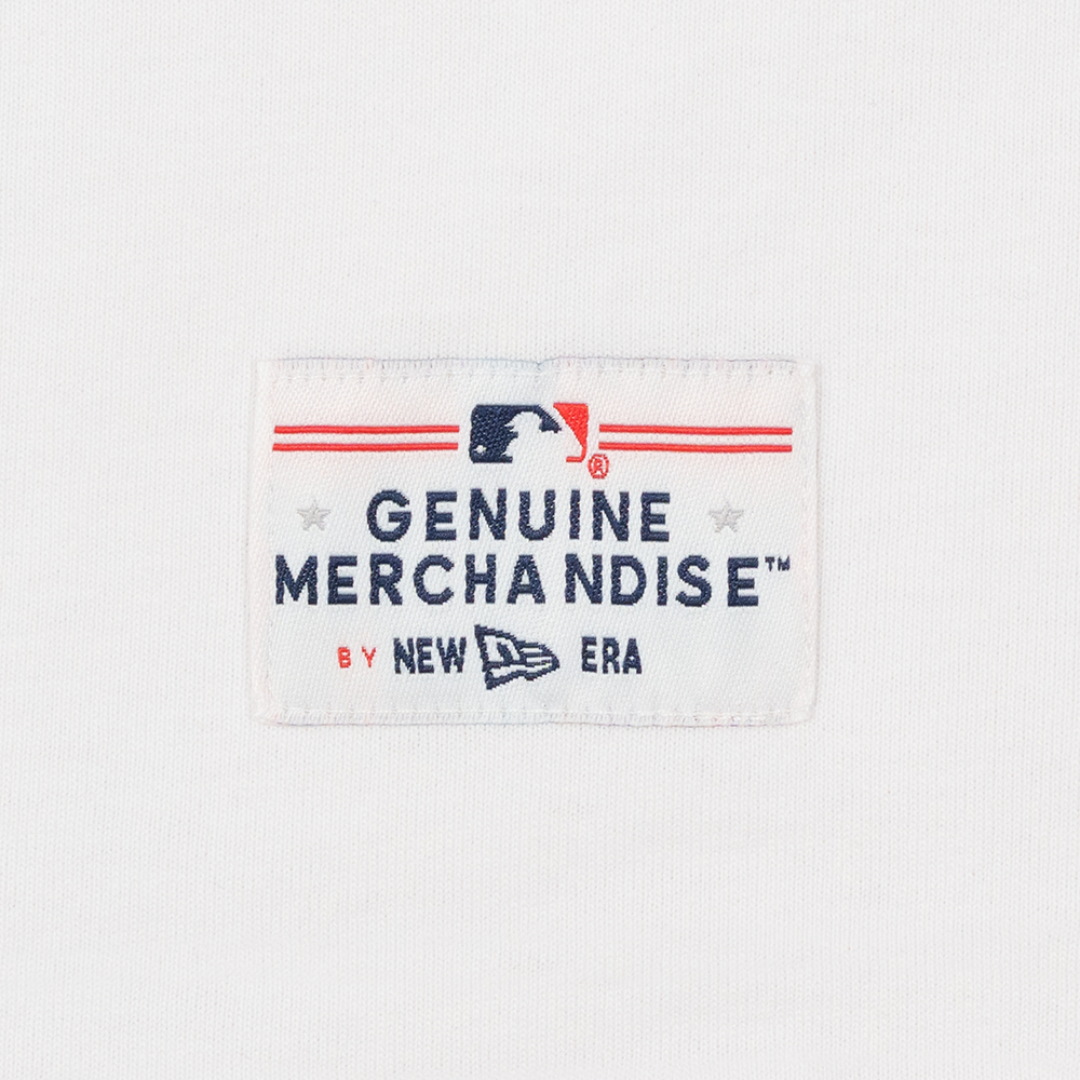 ®
GENUINE
MERCHANDISE™
BY NEW ERA